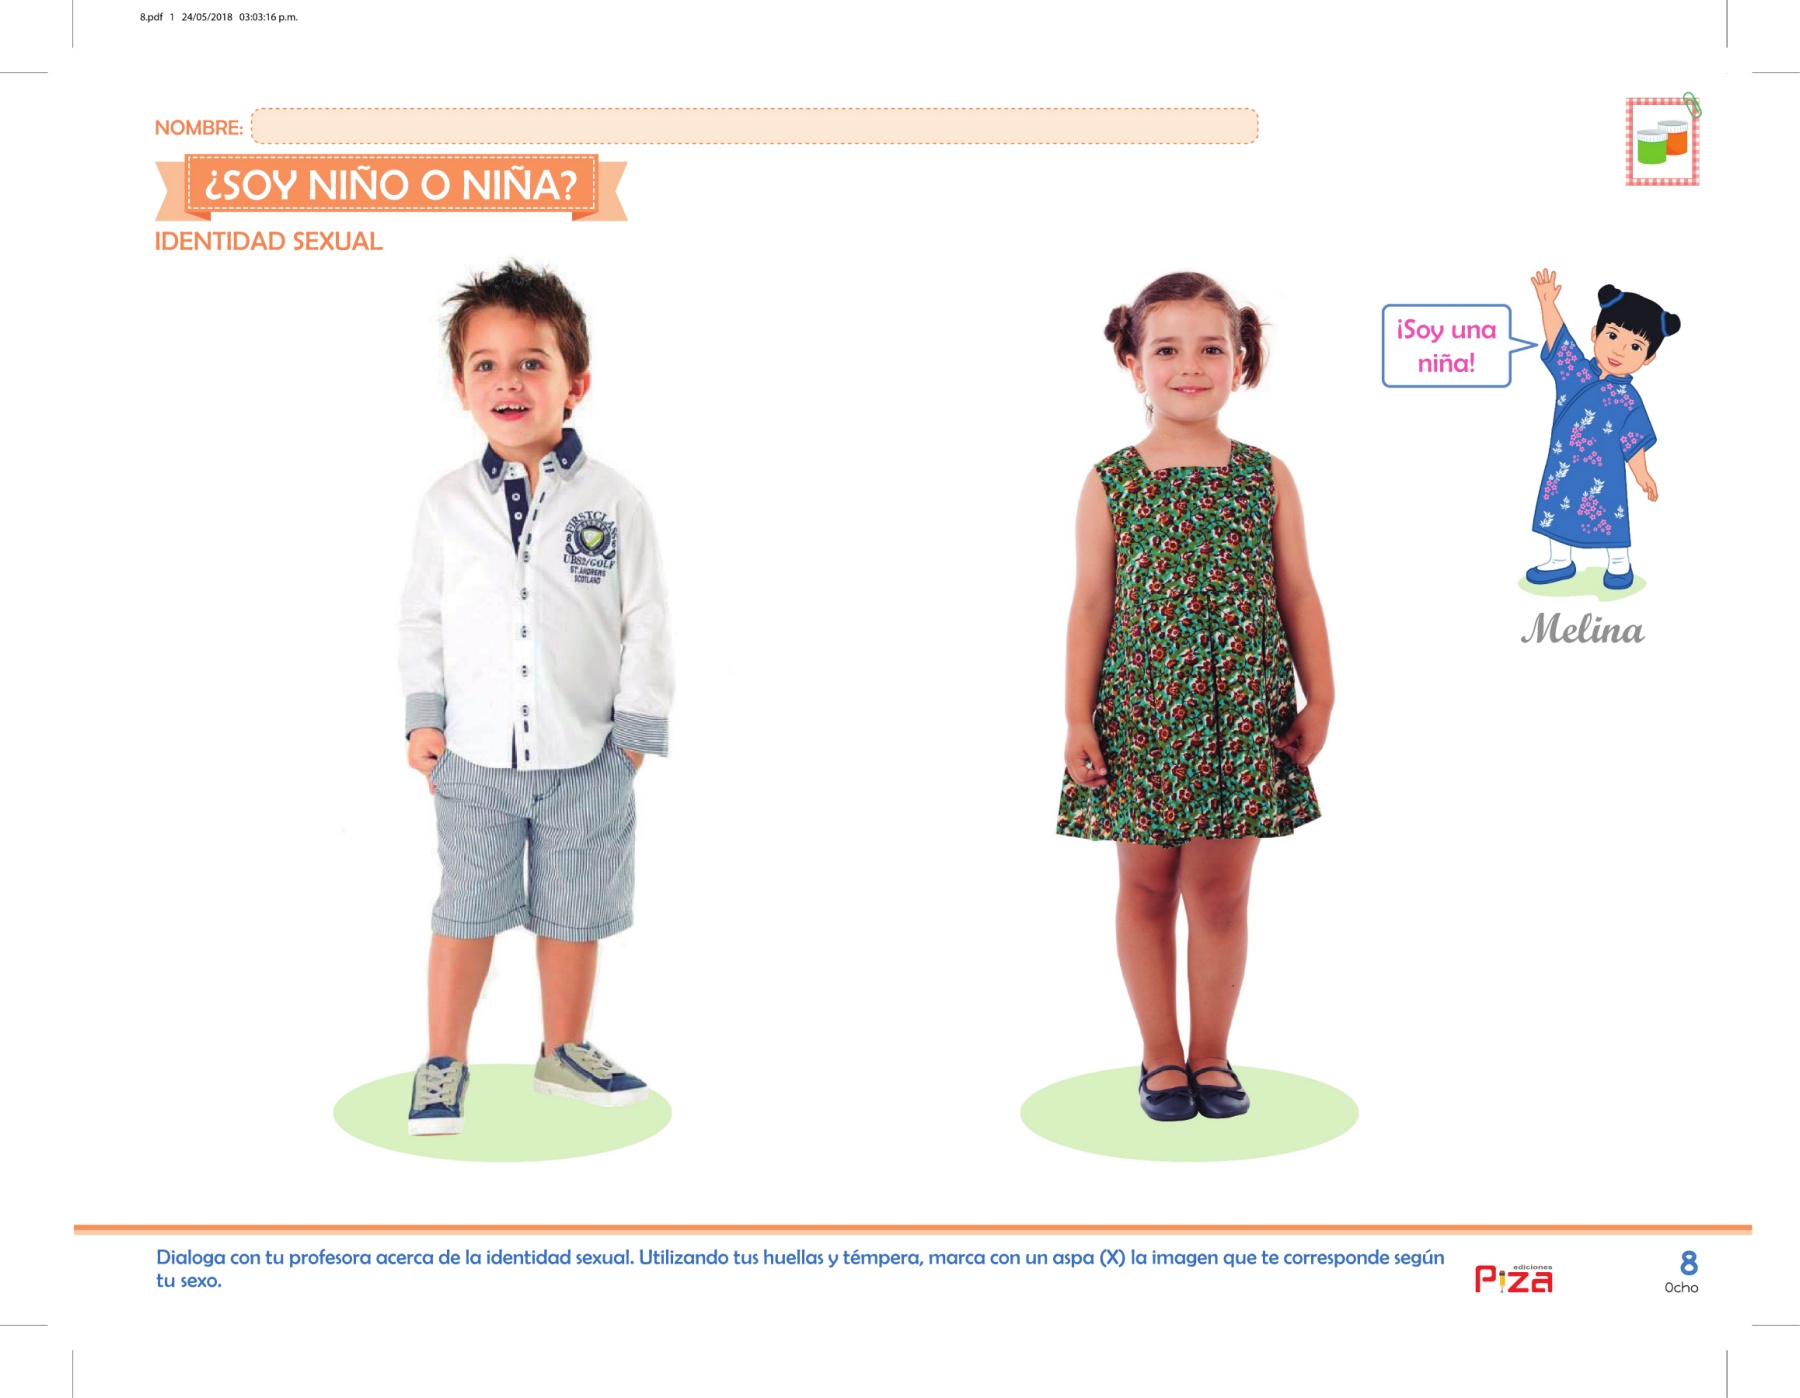 8.pdf 1 24/05/2018 03:03:16 p.m.
NOMBRE:
¿SOY NIÑO O NIÑA?
IDENTIDAD SEXUAL
¡Soy una
niña!
FIRSTCLASS
UBS2/GOLF
ST. ANDREWS
SCOTLAND
Melina
Dialoga con tu profesora acerca de la identidad sexual. Utilizando tus huellas y témpera, marca con un aspa (X) la imagen que te corresponde según
tu sexo.
ediciones
Piza
8
Ocho